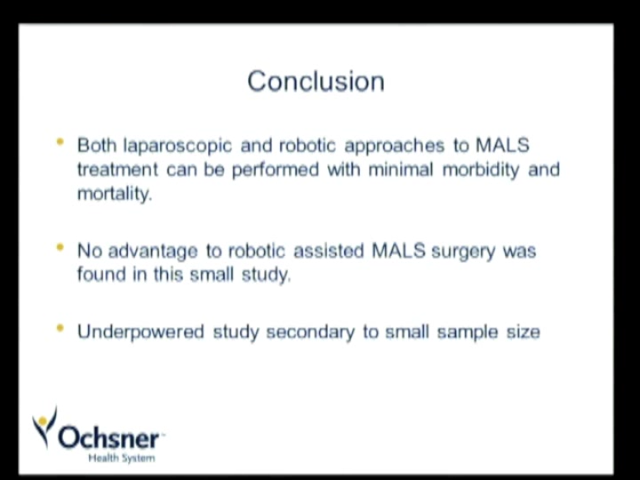 Conclusion
Both laparoscopic and robotic approaches to MALS
treatment can be performed with minimal morbidity and
mortality.
No advantage to robotic assisted MALS surgery was
found in this small study.
Underpowered study secondary to small sample size
Ochsner™
Health System